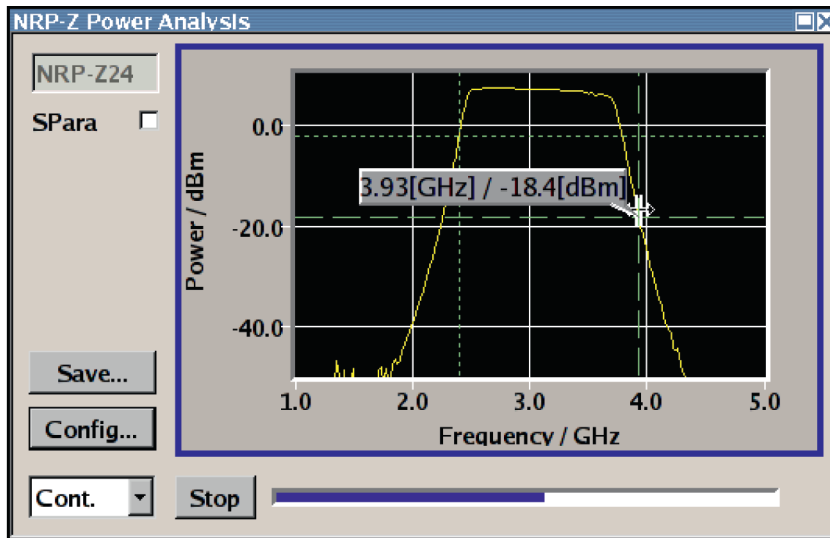 NRP-Z Power Analysis
NRP-Z24
SPara
Power / dBm
0.0
-20.0
-40.0
3.93[GHz] / -18.4[dBm]
1.0 2.0 3.0 4.0 5.0
Frequency / GHz
Save...
Config...
Cont.
Stop